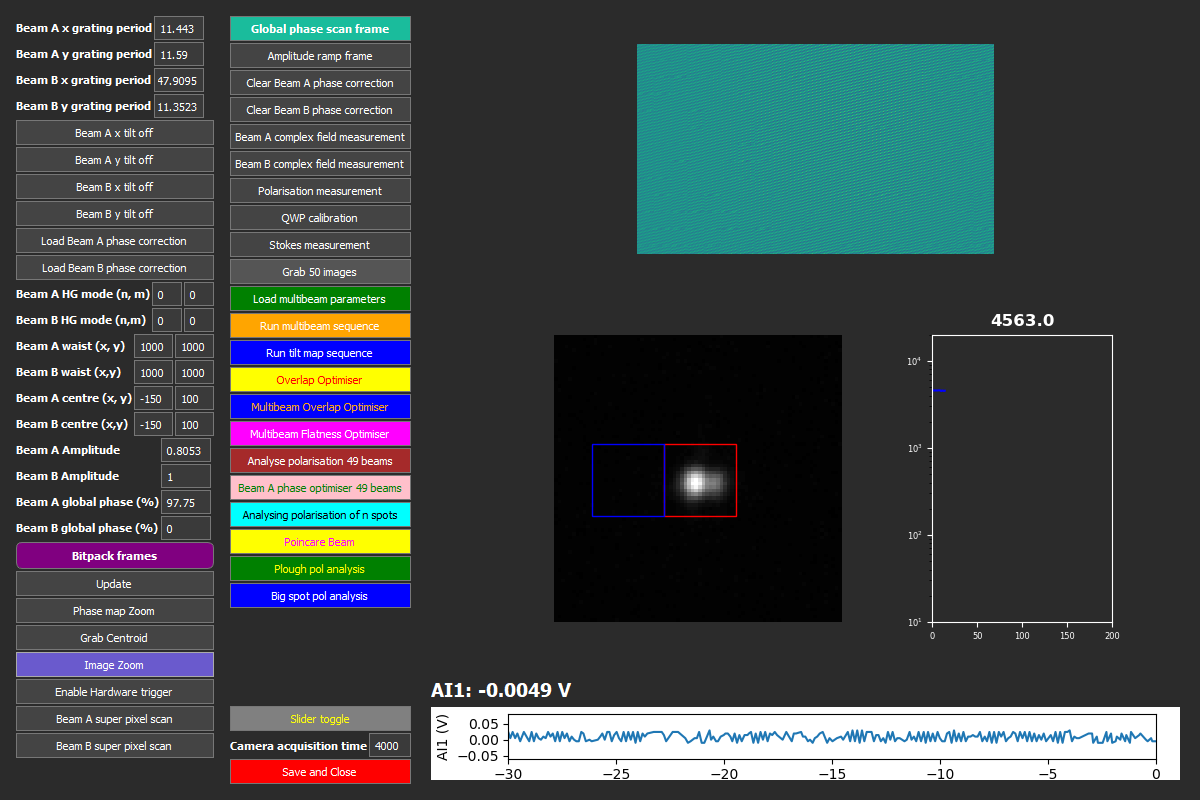 Beam A x grating period 11.443
Beam A y grating period 11.59
Beam B x grating period 47.9095
Beam B y grating period 11.3523
Beam A x tilt off
Beam A y tilt off
Beam B x tilt off
Beam B y tilt off
Load Beam A phase correction
Load Beam B phase correction
Beam A HG mode (n, m) 0 0
Beam B HG mode (n,m) 0 0
Beam A waist (x, y) 1000 1000
Beam B waist (x,y) 1000 1000
Beam A centre (x, y) -150 100
Beam B centre (x,y) -150 100
Beam A Amplitude 0.8053
Beam B Amplitude 1
Beam A global phase (%) 97.75
Beam B global phase (%) 0
Bitpack frames
Update
Phase map Zoom
Grab Centroid
Image Zoom
Enable Hardware trigger
Beam A super pixel scan
Beam B super pixel scan
Global phase scan frame
Amplitude ramp frame
Clear Beam A phase correction
Clear Beam B phase correction
Beam A complex field measurement
Beam B complex field measurement
Polarisation measurement
QWP calibration
Stokes measurement
Grab 50 images
Load multibeam parameters
Run multibeam sequence
Run tilt map sequence
Overlap Optimiser
Multibeam Overlap Optimiser
Multibeam Flatness Optimiser
Analyse polarisation 49 beams
Beam A phase optimiser 49 beams
Analysing polarisation of n spots
Poincare Beam
Plough pol analysis
Big spot pol analysis
Slider toggle
Camera acquisition time 4000
Save and Close
4563.0
10⁴
10³
10²
10¹
0 50 100 150 200
AI1: -0.0049 V
AI1 (V)
0.05
0.00
−0.05
−30 −25 −20 −15 −10 −5 0